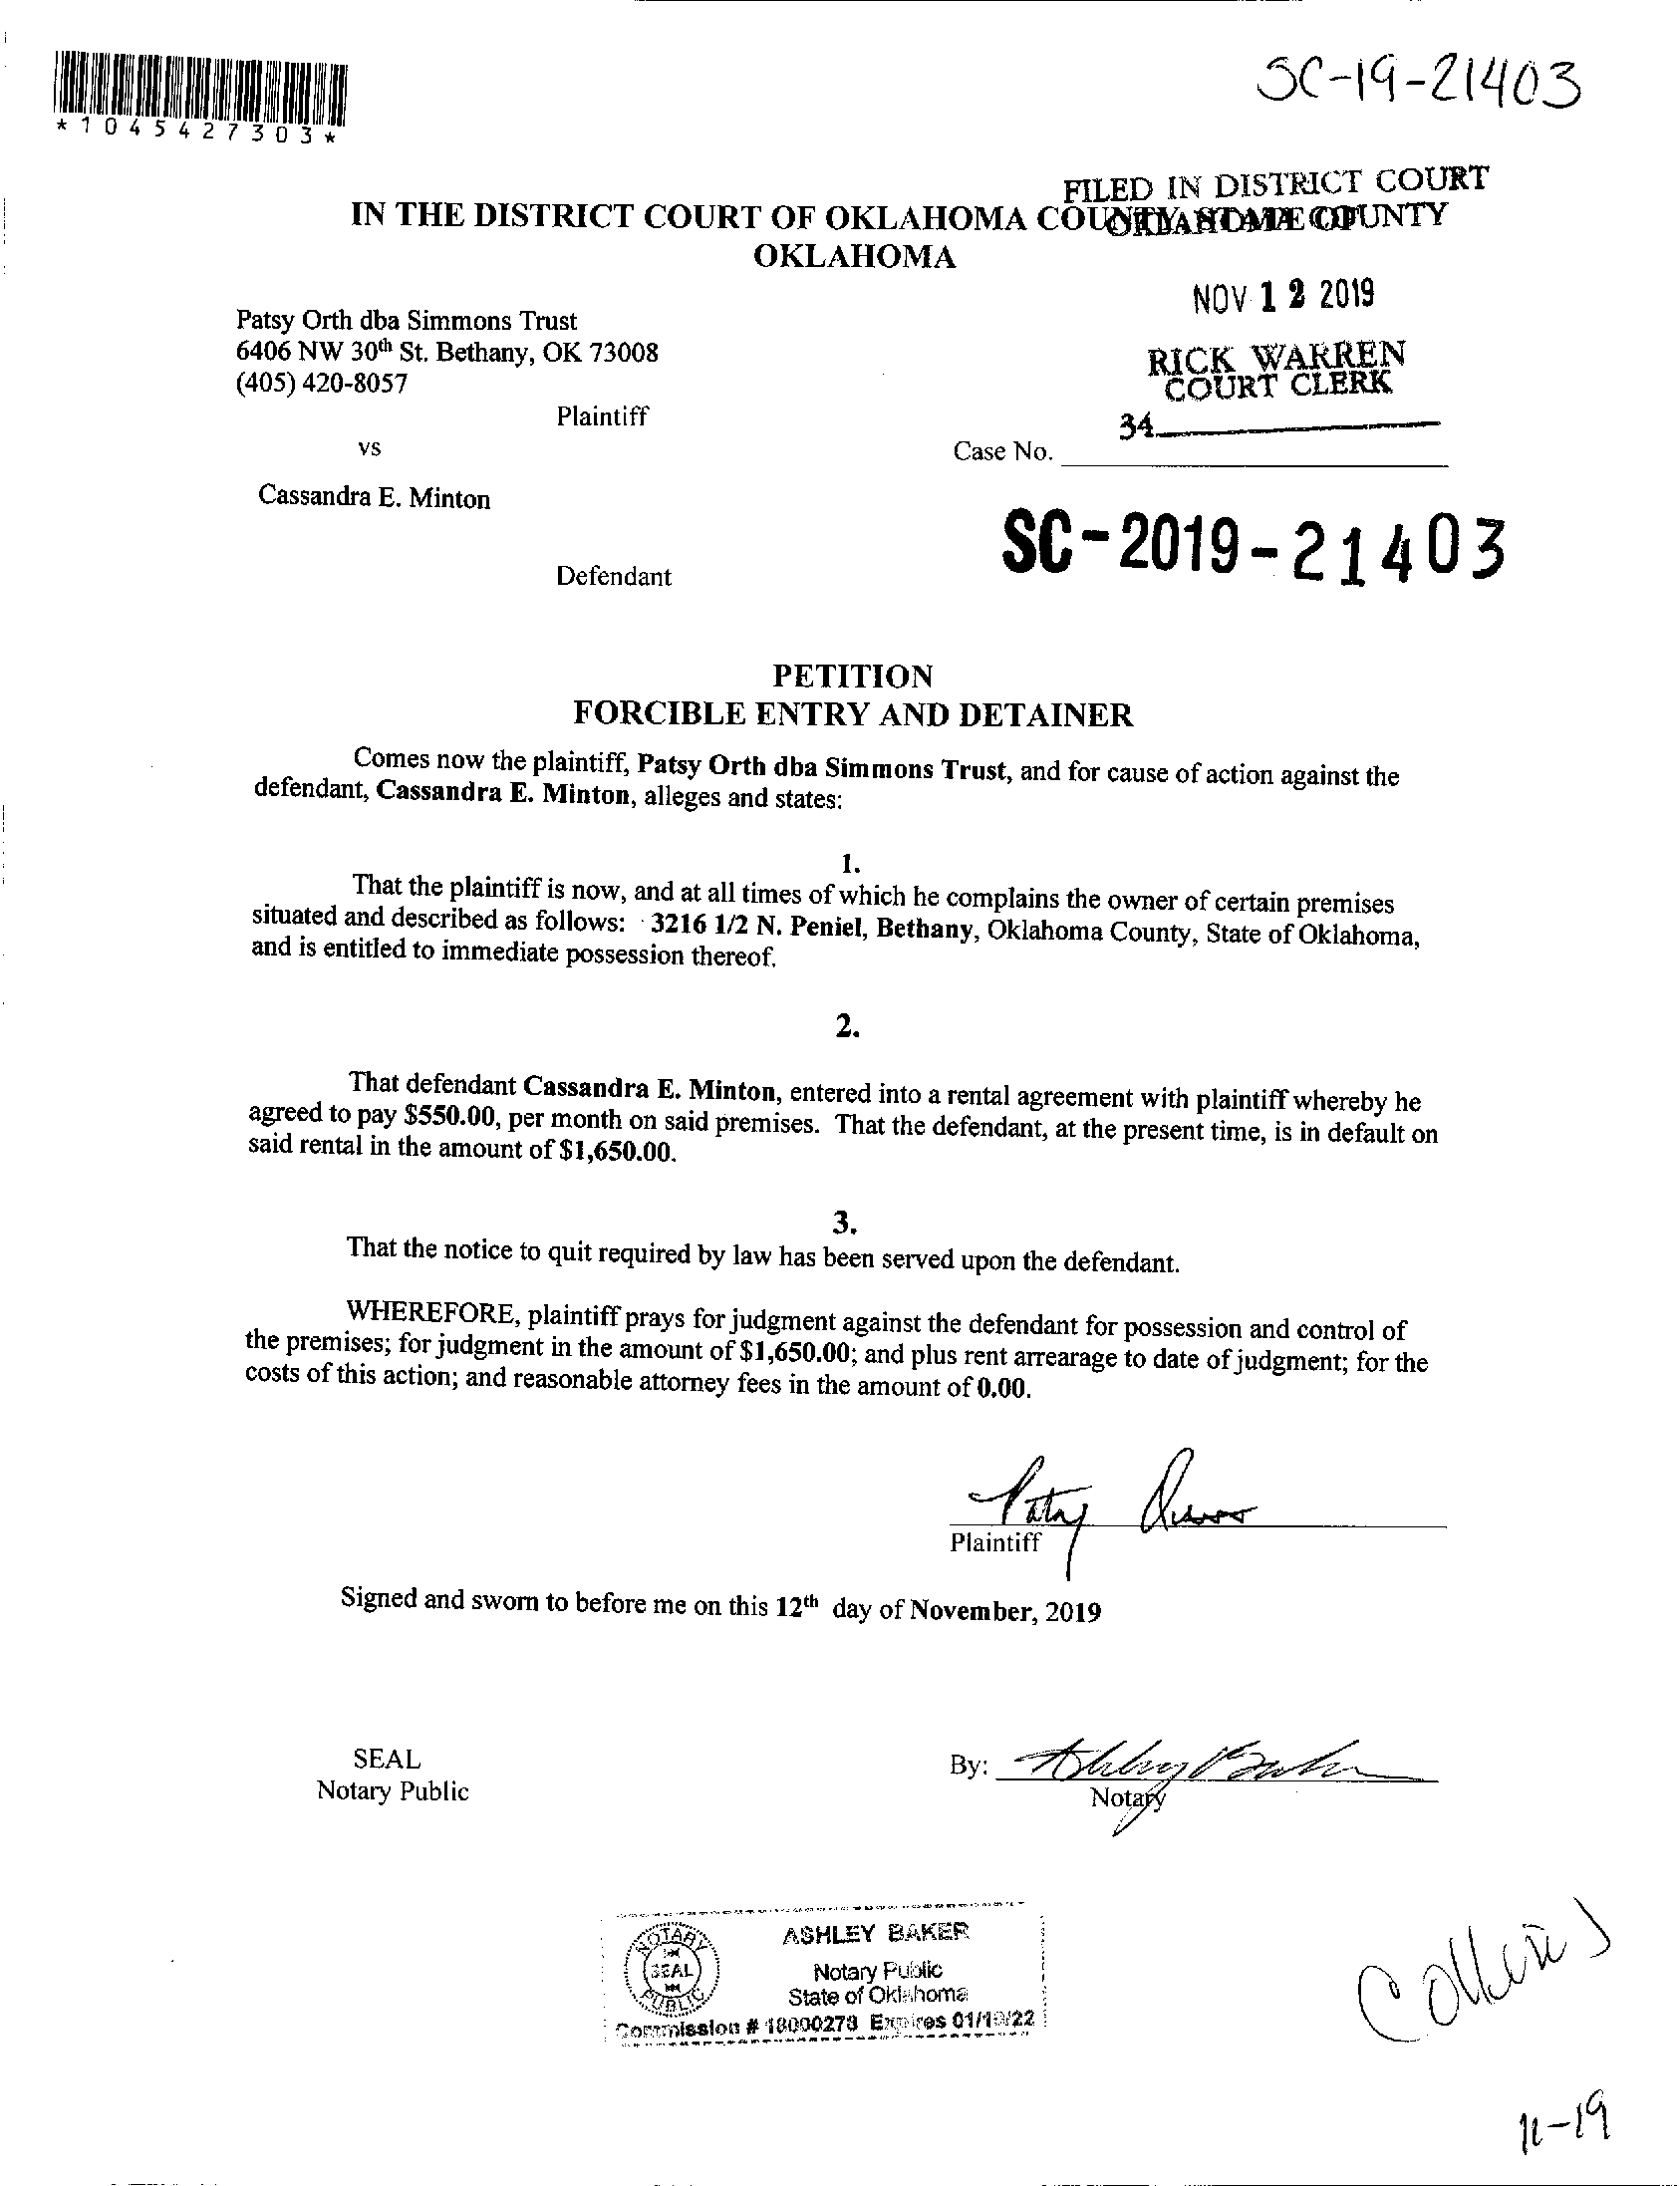 *1045427303*
SC-19-21403
FILED IN DISTRICT COURT
OKLAHOMA COUNTY
IN THE DISTRICT COURT OF OKLAHOMA COUNTY, STATE OF
OKLAHOMA
NOV 12 2019
Patsy Orth dba Simmons Trust
6406 NW 30th St. Bethany, OK 73008
(405) 420-8057
RICK WARREN
COURT CLERK
Plaintiff
34
vs
Case No.
Cassandra E. Minton
SC-2019-21403
Defendant
PETITION
FORCIBLE ENTRY AND DETAINER
Comes now the plaintiff, Patsy Orth dba Simmons Trust, and for cause of action against the
defendant, Cassandra E. Minton, alleges and states:
1.
That the plaintiff is now, and at all times of which he complains the owner of certain premises
situated and described as follows: 3216 1/2 N. Peniel, Bethany, Oklahoma County, State of Oklahoma,
and is entitled to immediate possession thereof.
2.
That defendant Cassandra E. Minton, entered into a rental agreement with plaintiff whereby he
agreed to pay $550.00, per month on said premises. That the defendant, at the present time, is in default on
said rental in the amount of $1,650.00.
3.
That the notice to quit required by law has been served upon the defendant.
WHEREFORE, plaintiff prays for judgment against the defendant for possession and control of
the premises; for judgment in the amount of $1,650.00; and plus rent arrearage to date of judgment; for the
costs of this action; and reasonable attorney fees in the amount of 0.00.
Patsy
Plaintiff
Signed and sworn to before me on this 12th day of November, 2019
SEAL
By: Ashley Baker
Notary Public
Notary
NOTARY
SEAL
PUBLIC
ASHLEY BAKER
Notary Public
State of Oklahoma
Commission # 18000278 Expires 01/10/22
11-19